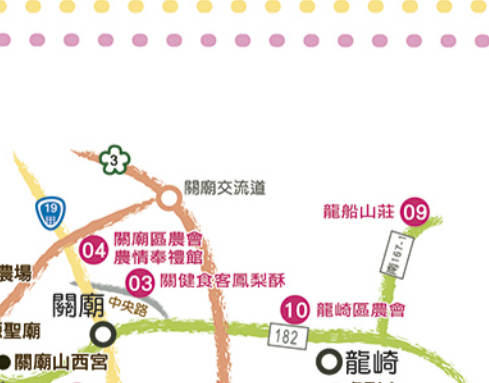 3
關廟交流道
19
甲
龍船山莊 09
南167-1
04 關廟區農會
農情奉禮館
農場
03 關健食客鳳梨酥
關廟
中央路
10 龍崎區農會
聖廟
182
關廟山西宮
龍崎